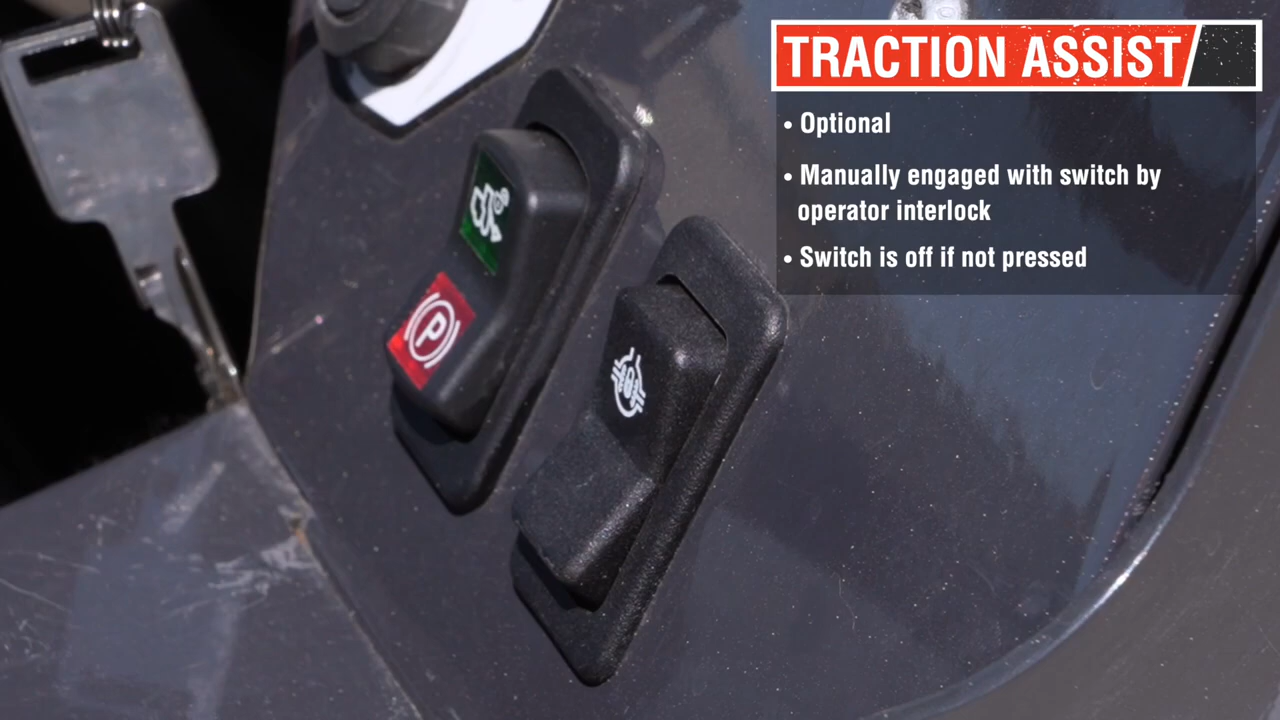 TRACTION ASSIST
• Optional
• Manually engaged with switch by
operator interlock
• Switch is off if not pressed
P